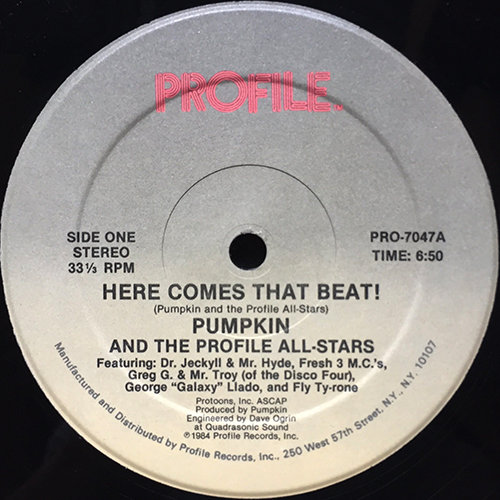 PROFILE.
SIDE ONE
STEREO
33⅓ RPM
PRO-7047A
TIME: 6:50
HERE COMES THAT BEAT!
(Pumpkin and the Profile All-Stars)
PUMPKIN
AND THE PROFILE ALL-STARS
Featuring: Dr. Jeckyll & Mr. Hyde, Fresh 3 M.C.'s,
Greg G. & Mr. Troy (of the Disco Four),
George "Galaxy" Llado, and Fly Ty-rone
Protoons, Inc. ASCAP
Produced by Pumpkin
Engineered by Dave Ogrin
at Quadrasonic Sound
℗1984 Profile Records, Inc.
Manufactured and Distributed by Profile Records, Inc., 250 West 57th Street, N.Y., N.Y. 10107